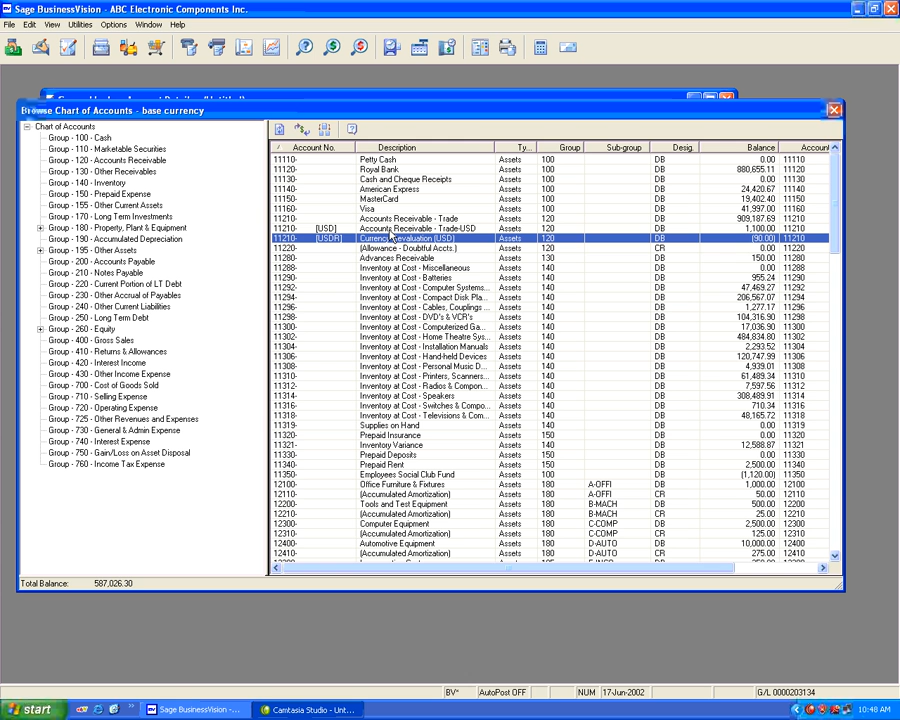 Sage BusinessVision - ABC Electronic Components Inc.
File Edit View Utilities Options Window Help
Browse Chart of Accounts - base currency
Chart of Accounts
Group - 100 - Cash
Group - 110 - Marketable Securities
Group - 120 - Accounts Receivable
Group - 130 - Other Receivables
Group - 140 - Inventory
Group - 150 - Prepaid Expense
Group - 155 - Other Current Assets
Group - 170 - Long Term Investments
Group - 180 - Property, Plant & Equipment
Group - 190 - Accumulated Depreciation
Group - 195 - Other Assets
Group - 200 - Accounts Payable
Group - 210 - Notes Payable
Group - 220 - Current Portion of LT Debt
Group - 230 - Other Accrual of Payables
Group - 240 - Other Current Liabilities
Group - 250 - Long Term Debt
Group - 260 - Equity
Group - 400 - Gross Sales
Group - 410 - Returns & Allowances
Group - 420 - Interest Income
Group - 430 - Other Income Expense
Group - 700 - Cost of Goods Sold
Group - 710 - Selling Expense
Group - 720 - Operating Expense
Group - 725 - Other Revenues and Expenses
Group - 730 - General & Admin Expense
Group - 740 - Interest Expense
Group - 750 - Gain/Loss on Asset Disposal
Group - 760 - Income Tax Expense
Account No. Description Ty... Group Sub-group Desig. Balance Account
11110- Petty Cash Assets 100 DB 0.00 11110
11120- Royal Bank Assets 100 DB 880,655.11 11120
11130- Cash and Cheque Receipts Assets 100 DB 0.00 11130
11140- American Express Assets 100 DB 24,420.67 11140
11150- MasterCard Assets 100 DB 19,402.40 11150
11160- Visa Assets 100 DB 41,997.00 11160
11210- Accounts Receivable - Trade Assets 120 DB 909,187.69 11210
11210- [USD] Accounts Receivable - Trade-USD Assets 120 DB 1,100.00 11210
11210- [USDR] Currency Revaluation (USD) Assets 120 DB (90.00) 11210
11220- (Allowance - Doubtful Accts.) Assets 120 CR 0.00 11220
11280- Advances Receivable Assets 130 DB 150.00 11280
11288- Inventory at Cost - Miscellaneous Assets 140 DB 0.00 11288
11290- Inventory at Cost - Batteries Assets 140 DB 955.24 11290
11292- Inventory at Cost - Computer Systems... Assets 140 DB 47,469.27 11292
11294- Inventory at Cost - Compact Disk Pla... Assets 140 DB 206,567.07 11294
11296- Inventory at Cost - Cables, Couplings ... Assets 140 DB 1,277.17 11296
11298- Inventory at Cost - DVD's & VCR's Assets 140 DB 104,316.90 11298
11300- Inventory at Cost - Computerized Ga... Assets 140 DB 17,036.90 11300
11302- Inventory at Cost - Home Theatre Sys... Assets 140 DB 484,834.80 11302
11304- Inventory at Cost - Installation Manuals Assets 140 DB 2,293.52 11304
11306- Inventory at Cost - Hand-held Devices Assets 140 DB 120,747.99 11306
11308- Inventory at Cost - Personal Music D... Assets 140 DB 4,939.01 11308
11310- Inventory at Cost - Printers, Scanners... Assets 140 DB 61,489.34 11310
11312- Inventory at Cost - Radios & Compon... Assets 140 DB 7,597.56 11312
11314- Inventory at Cost - Speakers Assets 140 DB 308,489.91 11314
11316- Inventory at Cost - Switches & Compo... Assets 140 DB 710.34 11316
11318- Inventory at Cost - Televisions & Com... Assets 140 DB 48,165.72 11318
11319- Supplies on Hand Assets 140 DB 0.00 11319
11320- Prepaid Insurance Assets 150 DB 0.00 11320
11321- Inventory Variance Assets 140 DB 12,588.87 11321
11330- Prepaid Deposits Assets 150 DB 0.00 11330
11340- Prepaid Rent Assets 150 DB 2,500.00 11340
11350- Employees Social Club Fund Assets 100 DB (1,120.00) 11350
12100- Office Furniture & Fixtures Assets 180 A-OFFI DB 1,000.00 12100
12110- (Accumulated Amortization) Assets 180 A-OFFI CR 50.00 12110
12200- Tools and Test Equipment Assets 180 B-MACH DB 500.00 12200
12210- (Accumulated Amortization) Assets 180 B-MACH CR 25.00 12210
12300- Computer Equipment Assets 180 C-COMP DB 2,500.00 12300
12310- (Accumulated Amortization) Assets 180 C-COMP CR 125.00 12310
12400- Automotive Equipment Assets 180 D-AUTO DB 10,000.00 12400
12410- (Accumulated Amortization) Assets 180 D-AUTO CR 275.00 12410
Total Balance: 587,026.30
BV* AutoPost OFF NUM 17-Jun-2002 G/L 0000203134
start Sage BusinessVision -... Camtasia Studio - Unt... 10:48 AM